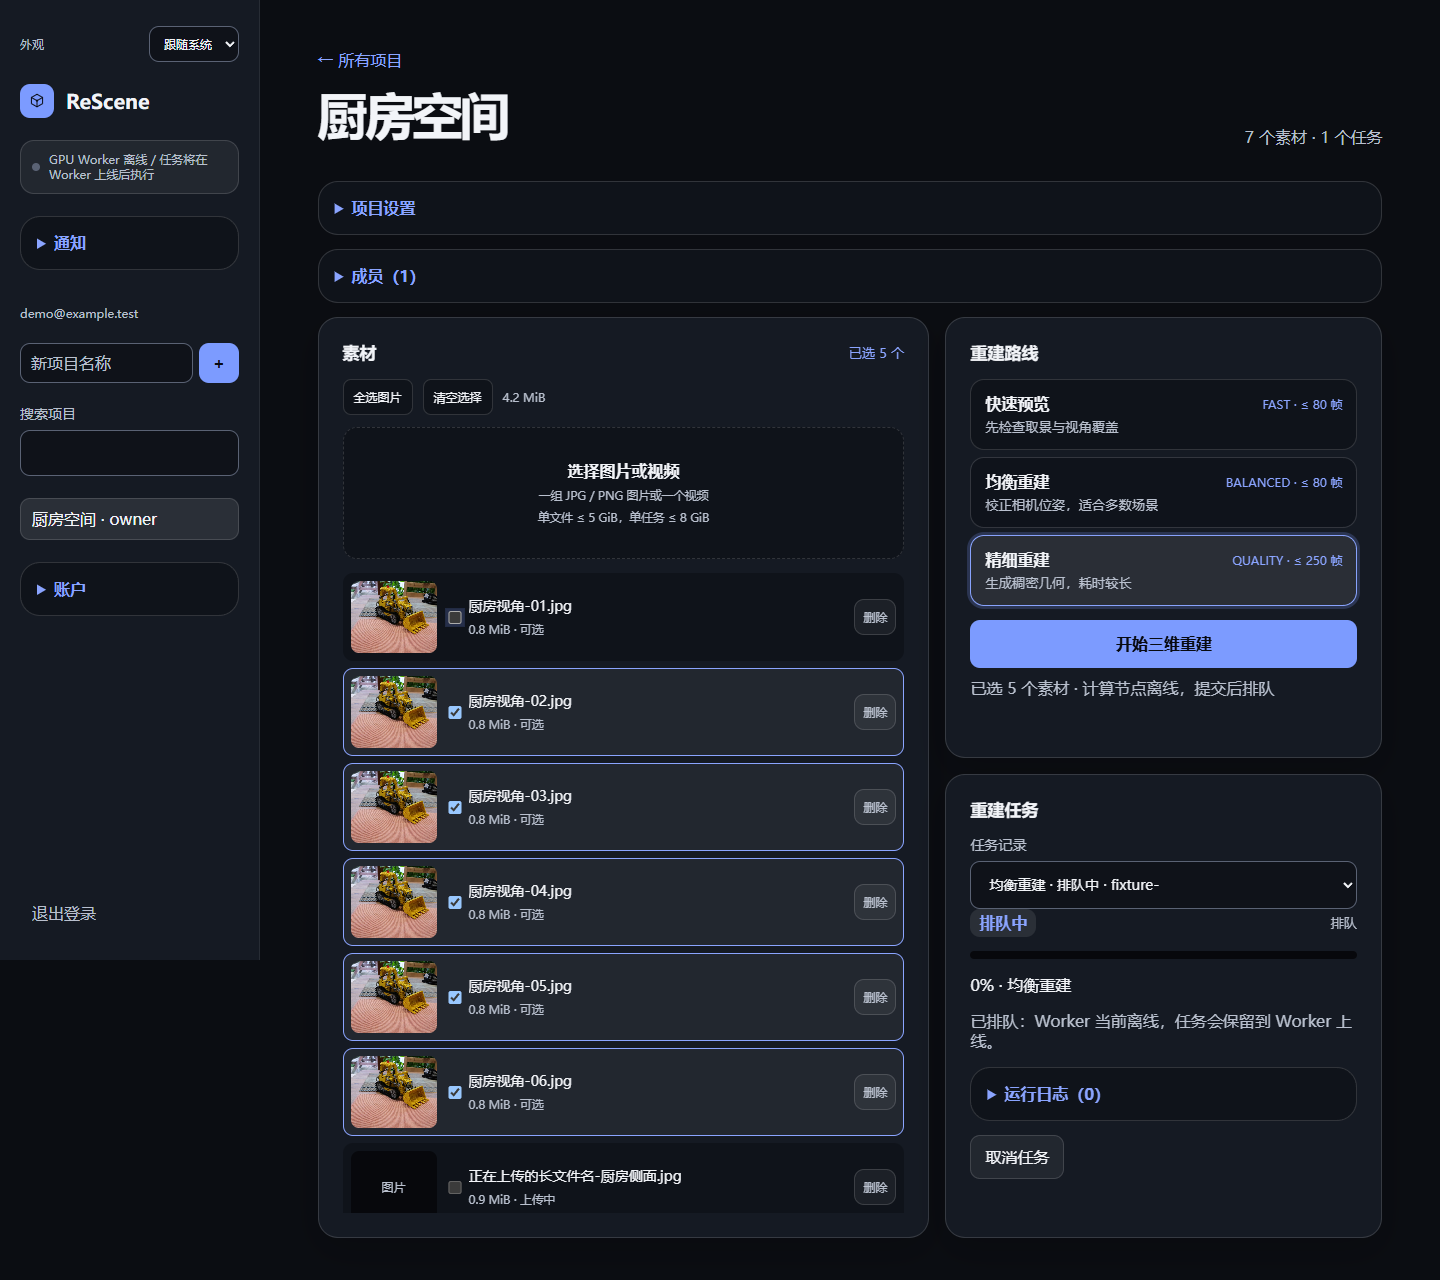 外观
跟随系统
ReScene
GPU Worker 离线 / 任务将在
Worker 上线后执行
▶ 通知
demo@example.test
新项目名称
+
搜索项目
厨房空间 · owner
▶ 账户
退出登录
← 所有项目
厨房空间
7 个素材 · 1 个任务
▶ 项目设置
▶ 成员（1）
素材
已选 5 个
全选图片
清空选择
4.2 MiB
选择图片或视频
一组 JPG / PNG 图片或一个视频
单文件 ≤ 5 GiB，单任务 ≤ 8 GiB
厨房视角-01.jpg
0.8 MiB · 可选
删除
厨房视角-02.jpg
0.8 MiB · 可选
删除
厨房视角-03.jpg
0.8 MiB · 可选
删除
厨房视角-04.jpg
0.8 MiB · 可选
删除
厨房视角-05.jpg
0.8 MiB · 可选
删除
厨房视角-06.jpg
0.8 MiB · 可选
删除
图片
正在上传的长文件名-厨房侧面.jpg
0.9 MiB · 上传中
删除
重建路线
快速预览
FAST · ≤ 80 帧
先检查取景与视角覆盖
均衡重建
BALANCED · ≤ 80 帧
校正相机位姿，适合多数场景
精细重建
QUALITY · ≤ 250 帧
生成稠密几何，耗时较长
开始三维重建
已选 5 个素材 · 计算节点离线，提交后排队
重建任务
任务记录
均衡重建 · 排队中 · fixture-
排队中
排队
0% · 均衡重建
已排队：Worker 当前离线，任务会保留到 Worker 上
线。
▶ 运行日志（0）
取消任务